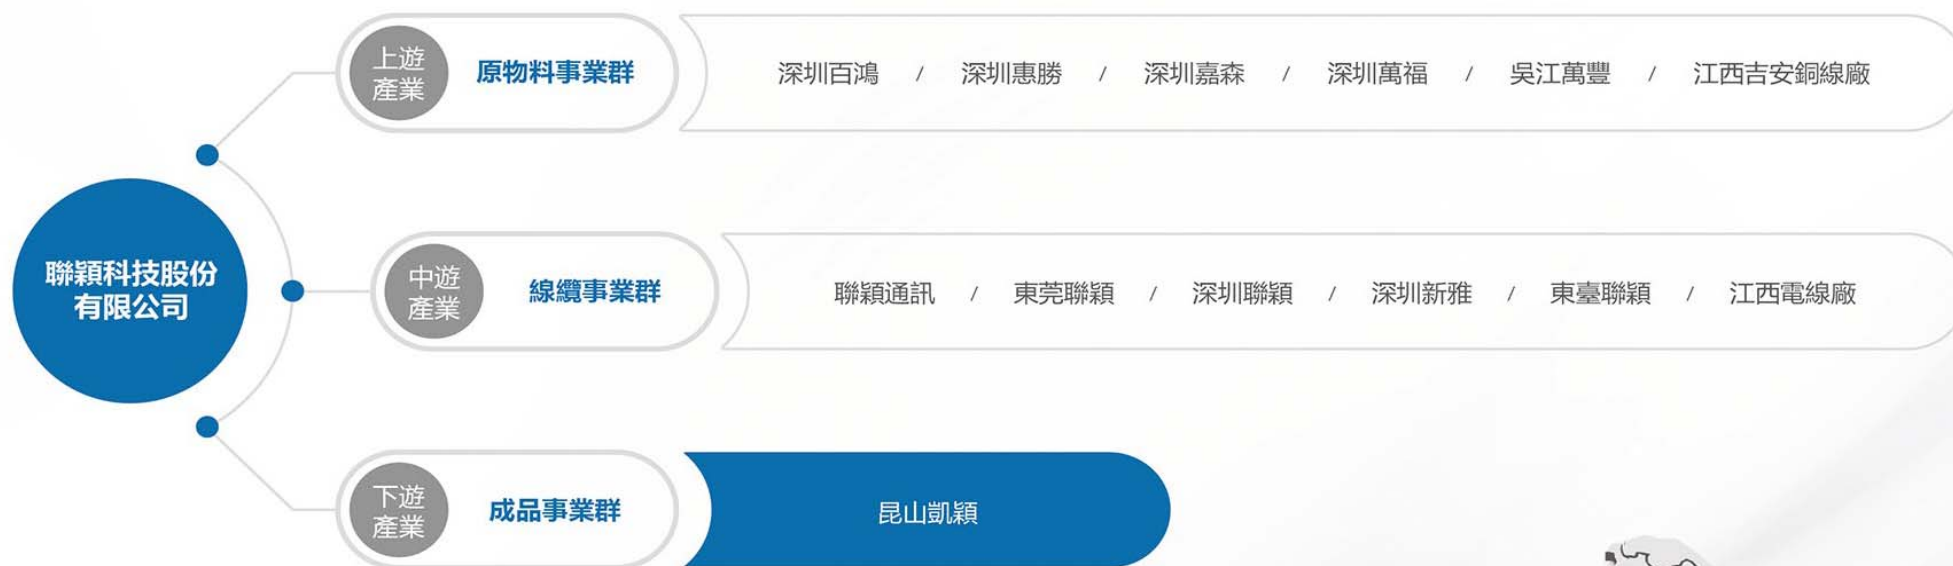 聯穎科技股份
有限公司
上遊
產業
原物料事業群
深圳百鴻 / 深圳惠勝 / 深圳嘉森 / 深圳萬福 / 吳江萬豐 / 江西吉安銅線廠
中遊
產業
線纜事業群
聯穎通訊 / 東莞聯穎 / 深圳聯穎 / 深圳新雅 / 東臺聯穎 / 江西電線廠
下遊
產業
成品事業群
昆山凱穎